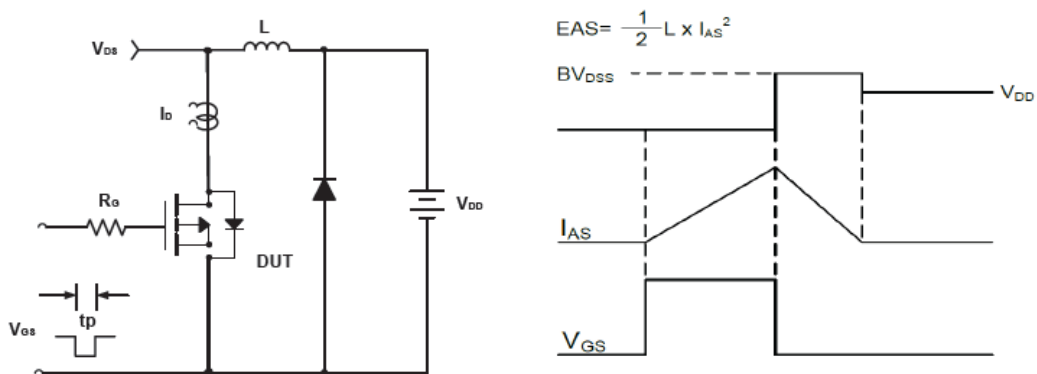 L
VDS
ID
RG
VDD
DUT
tp
VGS
EAS= 1/2 L x IAS²
BVDSS
VDD
IAS
VGS